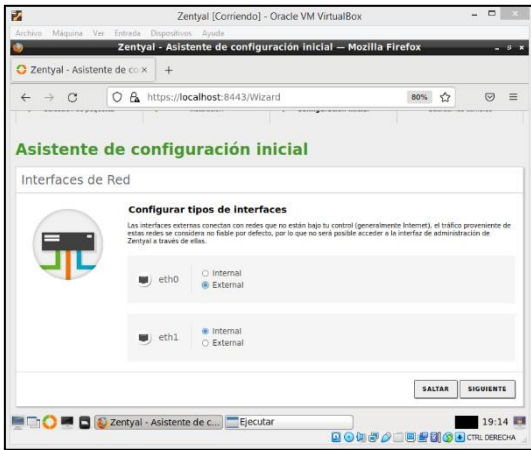 Zentyal [Corriendo] - Oracle VM VirtualBox
Archivo Máquina Ver Entrada Dispositivos Ayuda
Zentyal - Asistente de configuración inicial — Mozilla Firefox
Zentyal - Asistente de co
https://localhost:8443/Wizard
80%
Asistente de configuración inicial
Interfaces de Red
Configurar tipos de interfaces
Las interfaces externas conectan con redes que no están bajo tu control (generalmente Internet), el tráfico proveniente de
estas redes se considera no fiable por defecto, por lo que no será posible acceder a la interfaz de administración de
Zentyal a través de ellas.
eth0
Internal
External
eth1
Internal
External
SALTAR
SIGUIENTE
Zentyal - Asistente de c...
Ejecutar
19:14
CTRL DERECHA